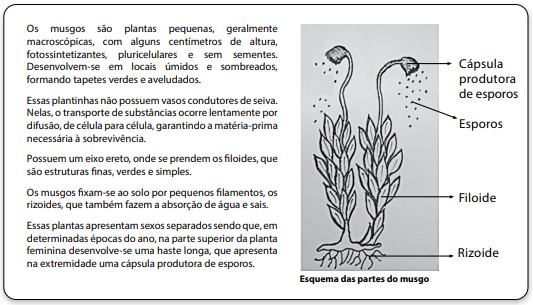 Os musgos são plantas pequenas, geralmente
macroscópicas, com alguns centímetros de altura,
fotossintetizantes, pluricelulares e sem sementes.
Desenvolvem-se em locais úmidos e sombreados,
formando tapetes verdes e aveludados.
Essas plantinhas não possuem vasos condutores de seiva.
Nelas, o transporte de substâncias ocorre lentamente por
difusão, de célula para célula, garantindo a matéria-prima
necessária à sobrevivência.
Possuem um eixo ereto, onde se prendem os filoides, que
são estruturas finas, verdes e simples.
Os musgos fixam-se ao solo por pequenos filamentos, os
rizoides, que também fazem a absorção de água e sais.
Essas plantas apresentam sexos separados sendo que, em
determinadas épocas do ano, na parte superior da planta
feminina desenvolve-se uma haste longa, que apresenta
na extremidade uma cápsula produtora de esporos.
Cápsula
produtora
de esporos
Esporos
Filoide
Rizoide
Esquema das partes do musgo